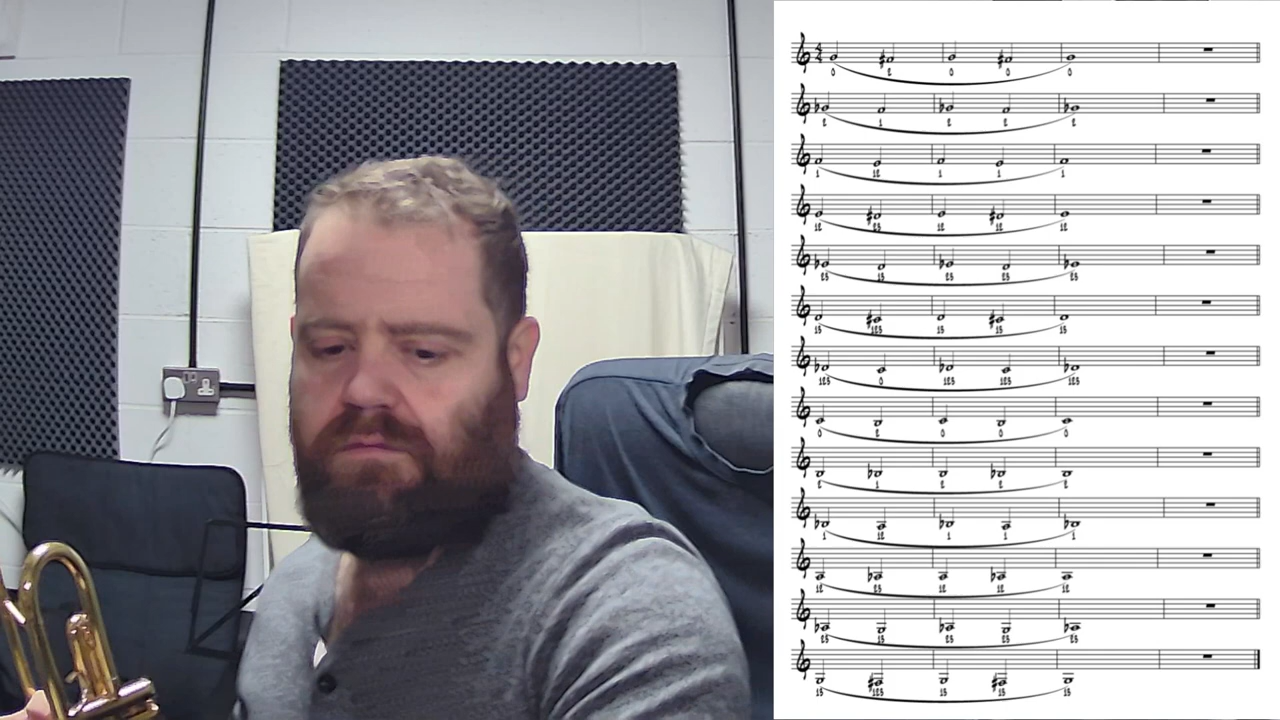 4
4
0 2 0 0 0
2 1 2 2 2
1 12 1 1 1
12 23 12 12 12
23 13 23 23 23
13 123 13 13 13
123 0 123 123 123
0 2 0 0 0
2 1 2 2 2
1 12 1 1 1
12 23 12 12 12
23 13 23 23 23
13 123 13 13 13